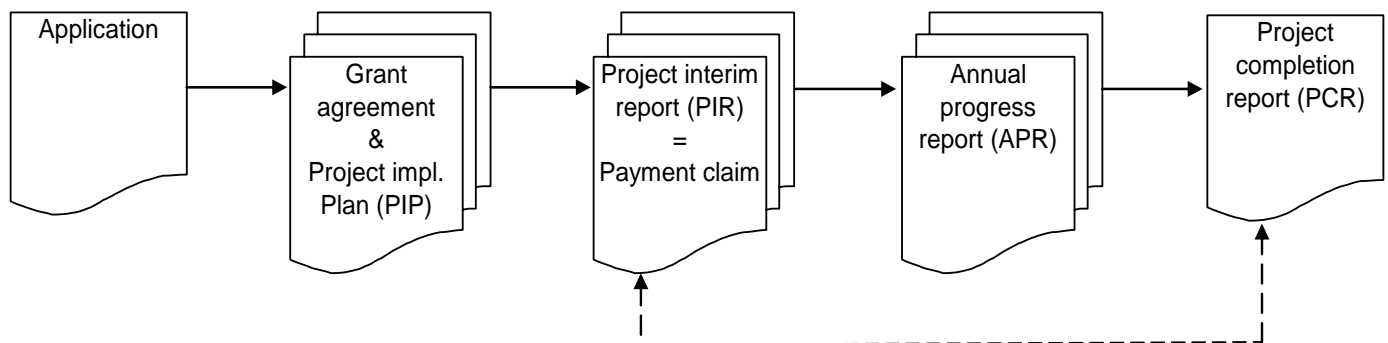 Application
Grant
agreement
&
Project impl.
Plan (PIP)
Project interim
report (PIR)
=
Payment claim
Annual
progress
report (APR)
Project
completion
report (PCR)